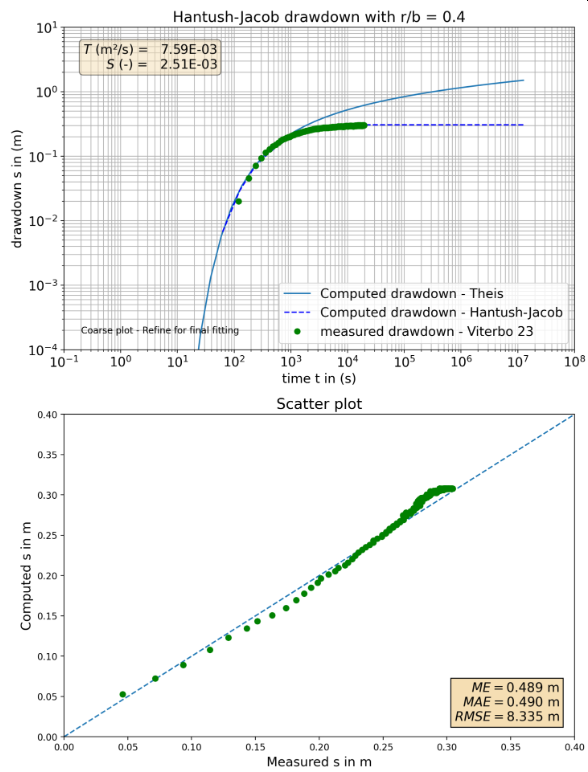 Hantush-Jacob drawdown with r/b = 0.4
10¹
10⁰
10⁻¹
10⁻²
10⁻³
10⁻⁴
drawdown s in (m)
T (m²/s) = 7.59E-03
S (-) = 2.51E-03
Computed drawdown - Theis
Computed drawdown - Hantush-Jacob
measured drawdown - Viterbo 23
Coarse plot - Refine for final fitting
10⁻¹ 10⁰ 10¹ 10² 10³ 10⁴ 10⁵ 10⁶ 10⁷ 10⁸
time t in (s)
Scatter plot
0.40
0.35
0.30
0.25
0.20
0.15
0.10
0.05
0.00
Computed s in m
ME = 0.489 m
MAE = 0.490 m
RMSE = 8.335 m
0.00 0.05 0.10 0.15 0.20 0.25 0.30 0.35 0.40
Measured s in m